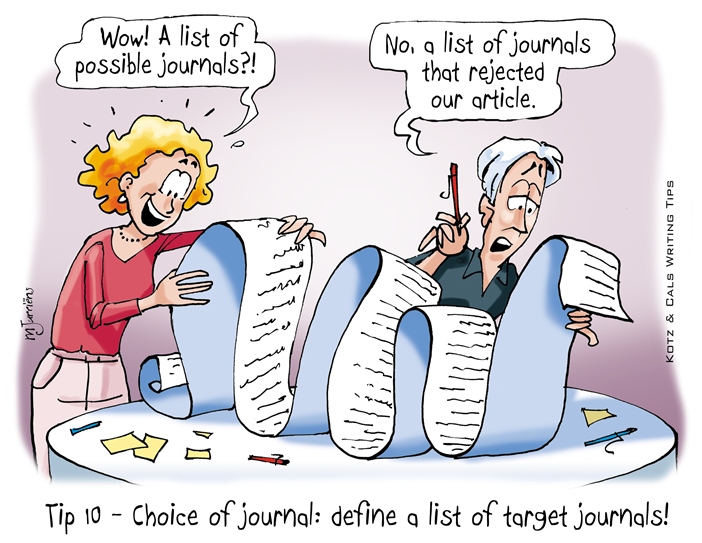 Wow! A list of
possible journals?!
No, a list of journals
that rejected
our article.
KOTZ & CALS WRITING TIPS
MJamiëns
Tip 10 - Choice of journal: define a list of target journals!